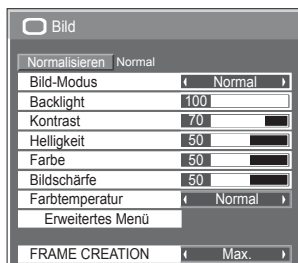 Bild
Normalisieren Normal
Bild-Modus Normal
Backlight 100
Kontrast 70
Helligkeit 50
Farbe 50
Bildschärfe 50
Farbtemperatur Normal
Erweitertes Menü
FRAME CREATION Max.